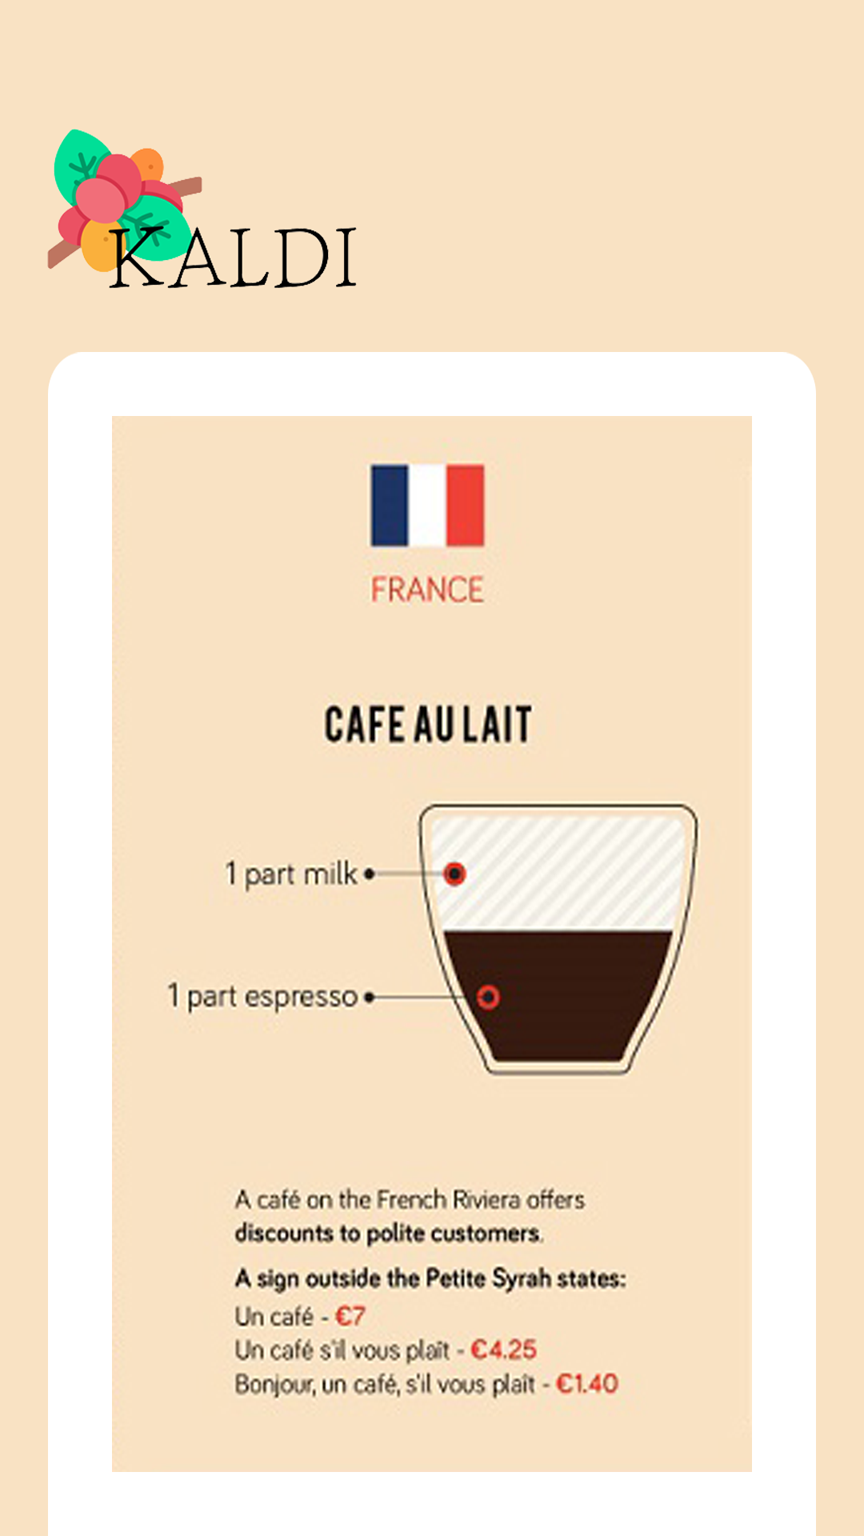 KALDI
FRANCE
CAFE AU LAIT
1 part milk
1 part espresso
A café on the French Riviera offers
discounts to polite customers.
A sign outside the Petite Syrah states:
Un café - €7
Un café s'il vous plaît - €4.25
Bonjour, un café, s'il vous plaît - €1.40